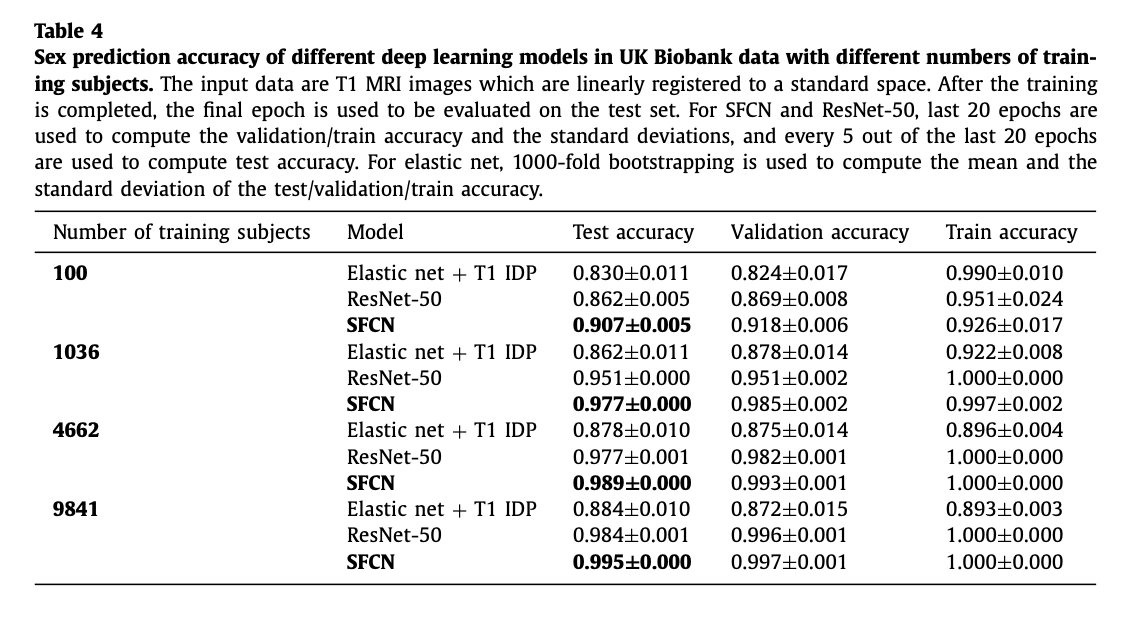 Table 4
Sex prediction accuracy of different deep learning models in UK Biobank data with different numbers of train-
ing subjects. The input data are T1 MRI images which are linearly registered to a standard space. After the training
is completed, the final epoch is used to be evaluated on the test set. For SFCN and ResNet-50, last 20 epochs are
used to compute the validation/train accuracy and the standard deviations, and every 5 out of the last 20 epochs
are used to compute test accuracy. For elastic net, 1000-fold bootstrapping is used to compute the mean and the
standard deviation of the test/validation/train accuracy.
Number of training subjects Model Test accuracy Validation accuracy Train accuracy
100 Elastic net + T1 IDP 0.830±0.011 0.824±0.017 0.990±0.010
ResNet-50 0.862±0.005 0.869±0.008 0.951±0.024
SFCN 0.907±0.005 0.918±0.006 0.926±0.017
1036 Elastic net + T1 IDP 0.862±0.011 0.878±0.014 0.922±0.008
ResNet-50 0.951±0.000 0.951±0.002 1.000±0.000
SFCN 0.977±0.000 0.985±0.002 0.997±0.002
4662 Elastic net + T1 IDP 0.878±0.010 0.875±0.014 0.896±0.004
ResNet-50 0.977±0.001 0.982±0.001 1.000±0.000
SFCN 0.989±0.000 0.993±0.001 1.000±0.000
9841 Elastic net + T1 IDP 0.884±0.010 0.872±0.015 0.893±0.003
ResNet-50 0.984±0.001 0.996±0.001 1.000±0.000
SFCN 0.995±0.000 0.997±0.001 1.000±0.000